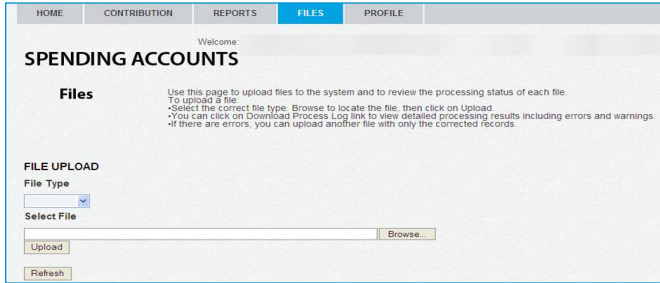 HOME CONTRIBUTION REPORTS FILES PROFILE
Welcome:
SPENDING ACCOUNTS
Files
Use this page to upload files to the system and to review the processing status of each file.
To upload a file:
•Select the correct file type. Browse to locate the file, then click on Upload.
•You can click on Download Process Log link to view detailed processing results including errors and warnings.
•If there are errors, you can upload another file with only the corrected records.
FILE UPLOAD
File Type
Select File
Browse...
Upload
Refresh